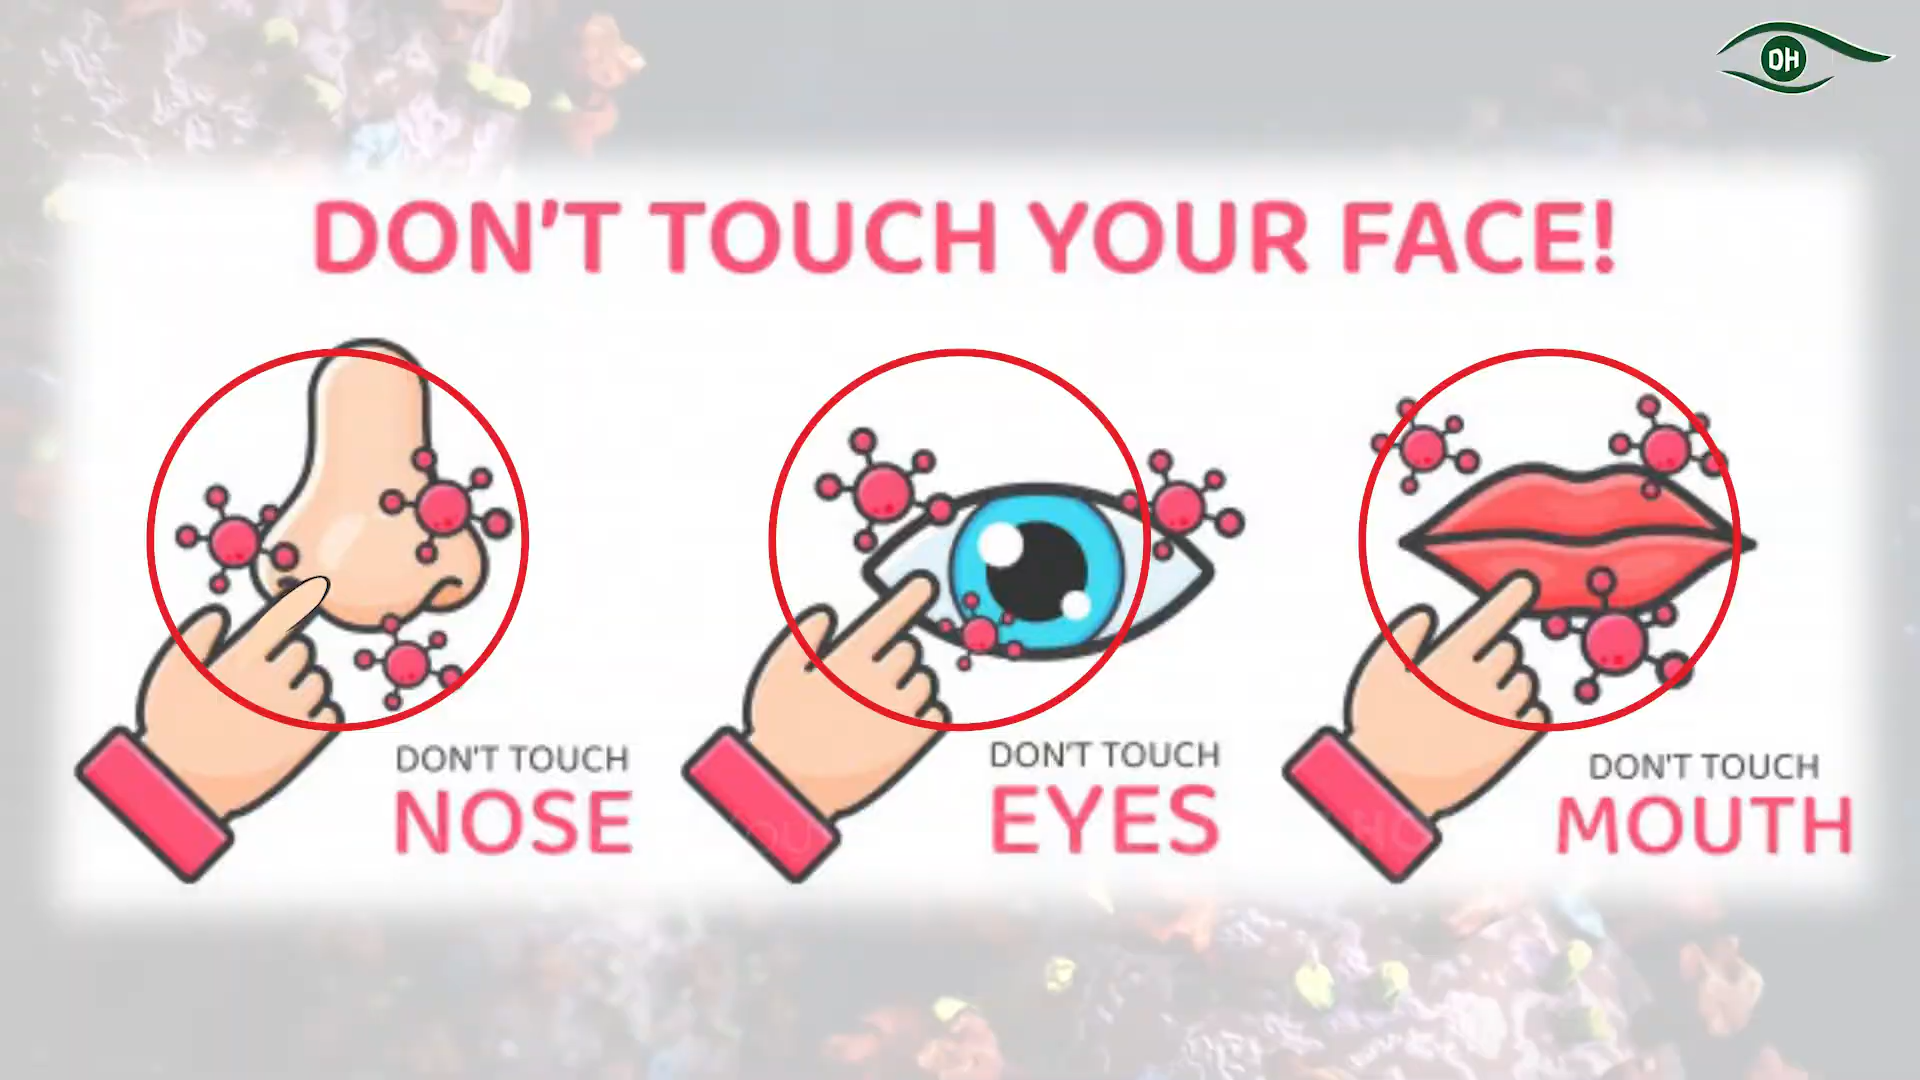 DH
DON'T TOUCH YOUR FACE!
DON'T TOUCH
NOSE
DON'T TOUCH
EYES
DON'T TOUCH
MOUTH